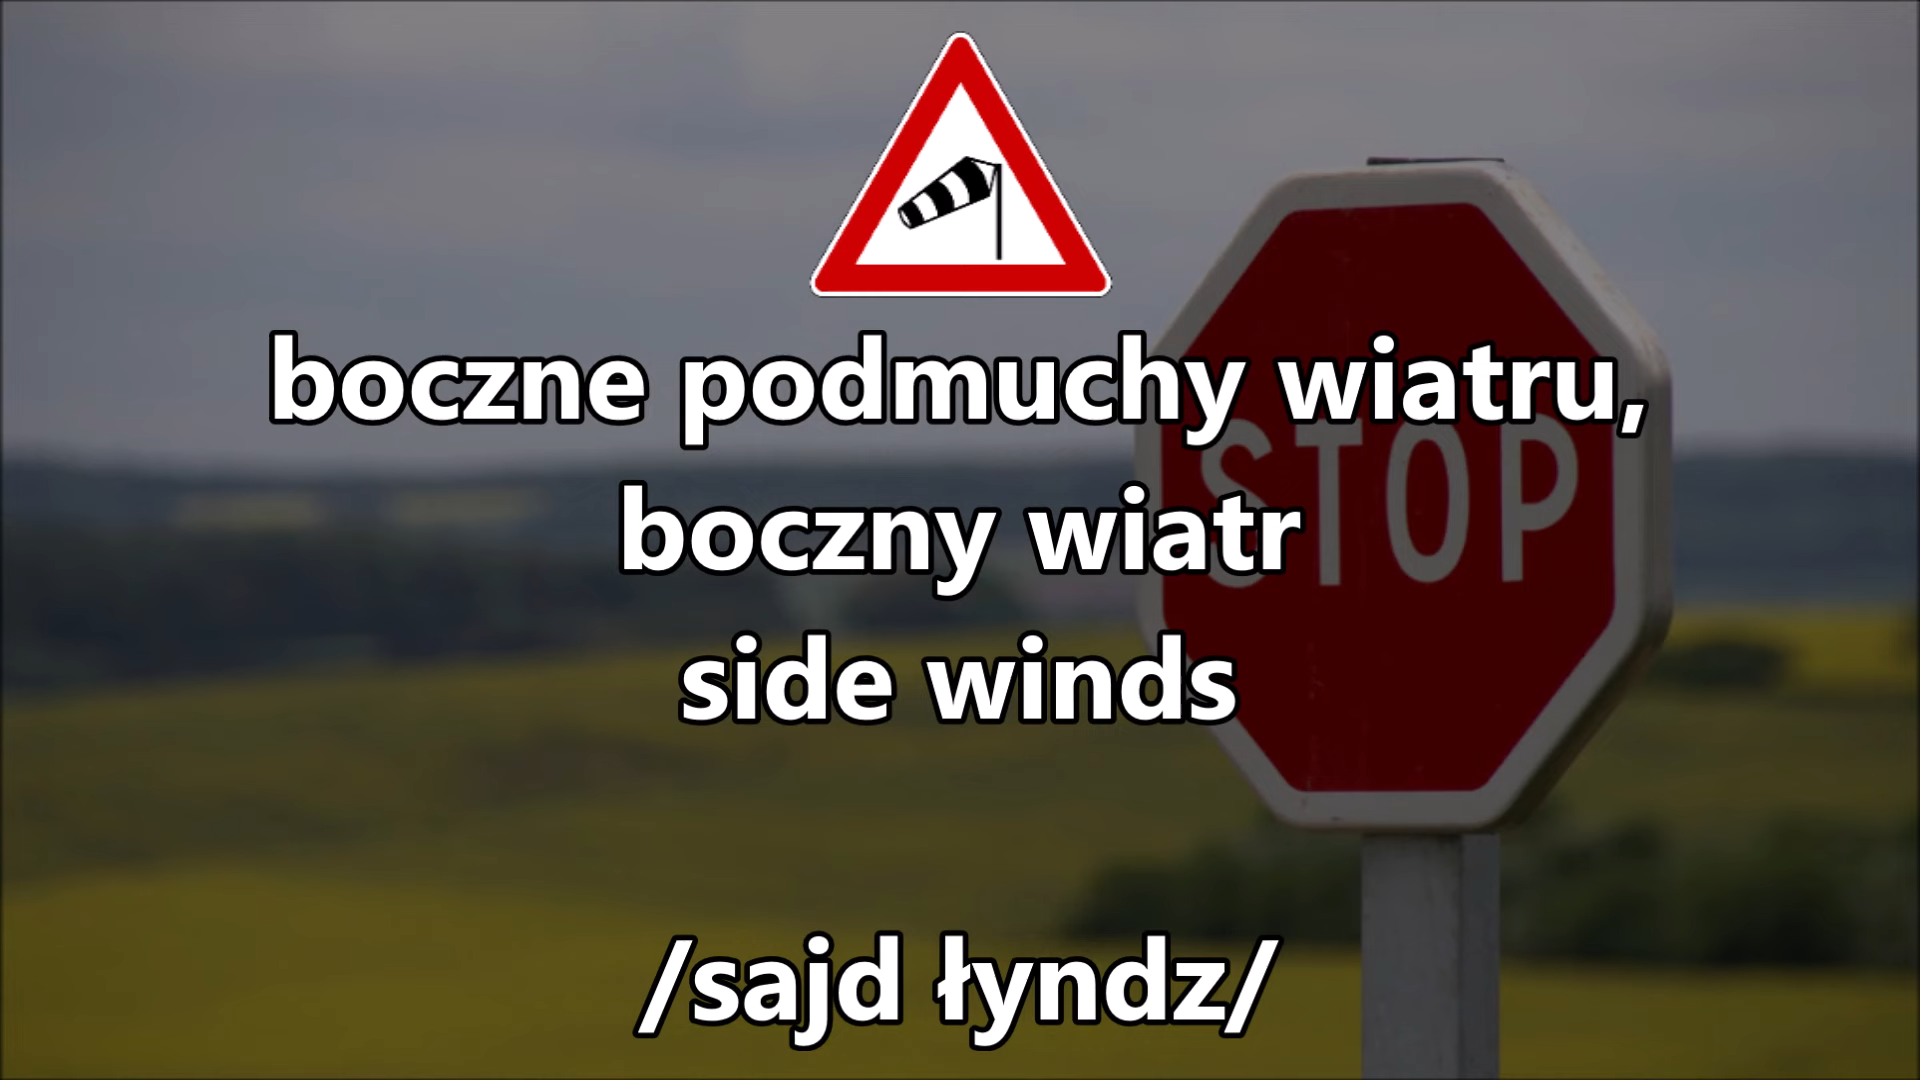 boczne podmuchy wiatru,
STOP
boczny wiatr
side winds
/sajd łyndz/